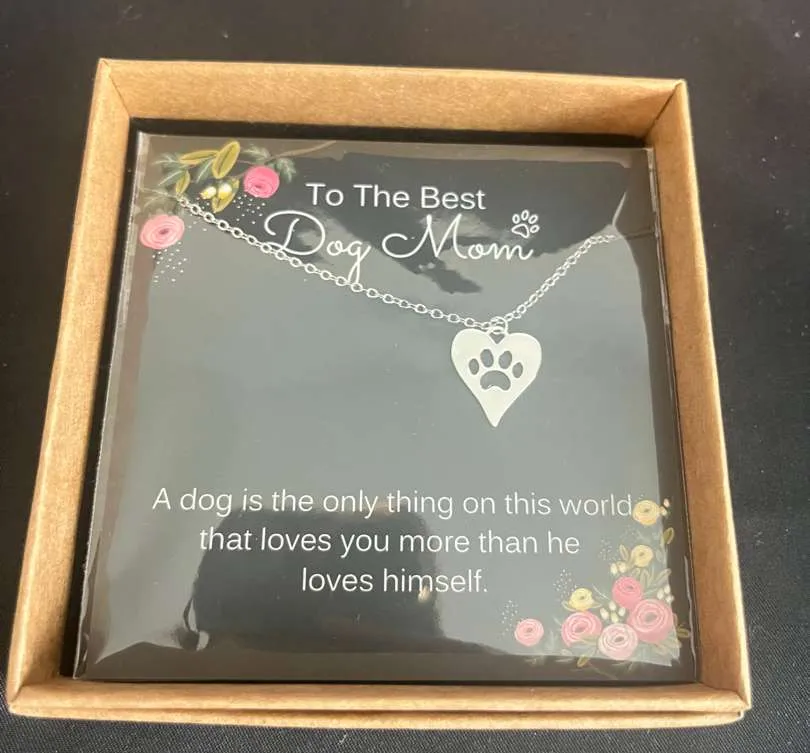 To The Best
Dog Mom
A dog is the only thing on this world
that loves you more than he
loves himself.